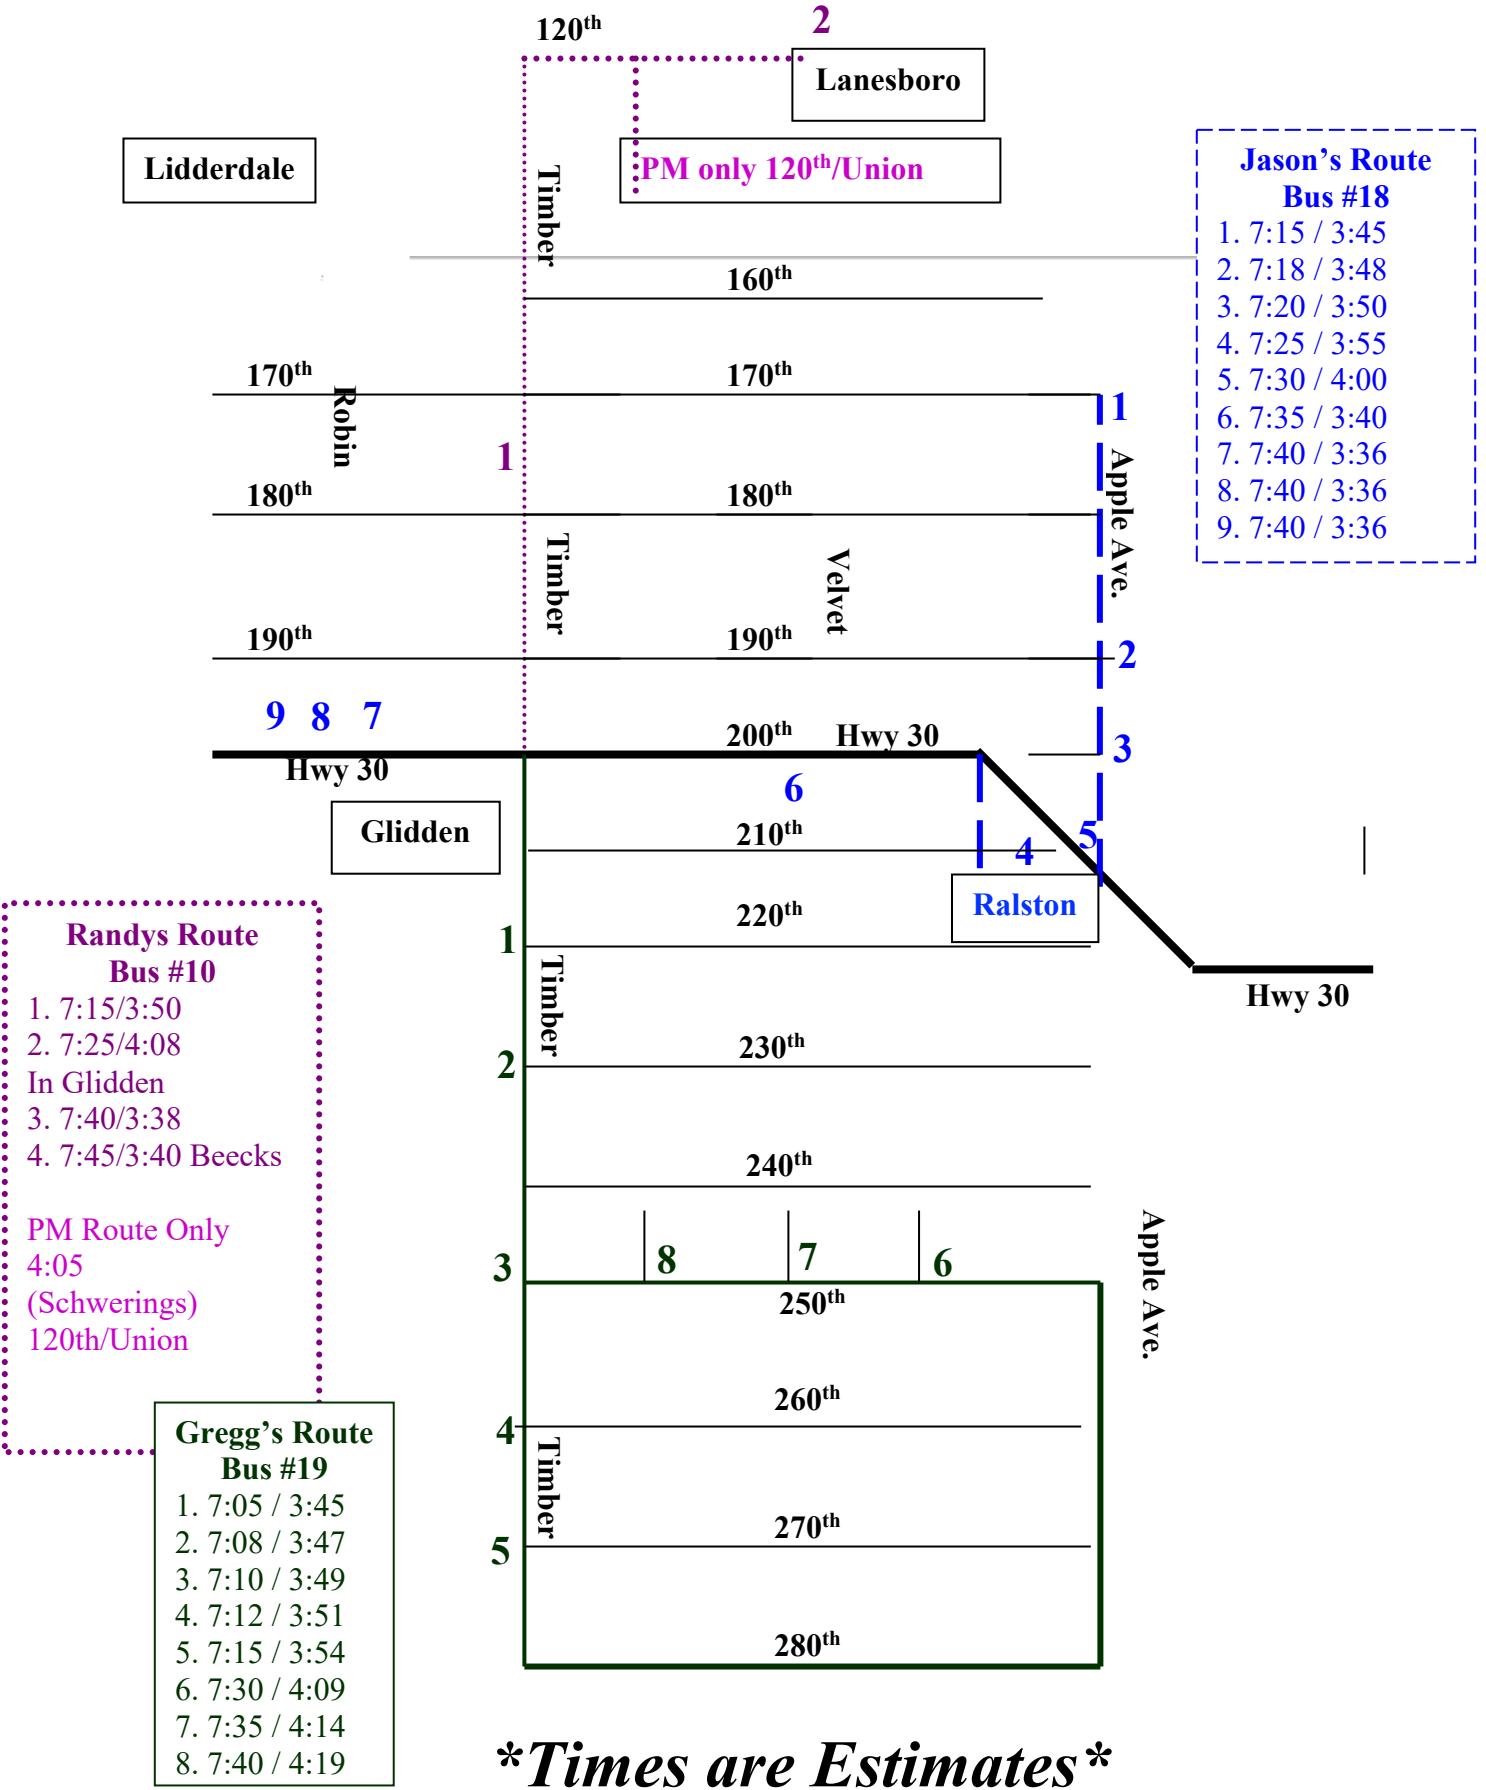 120th
2
Lanesboro
Lidderdale
PM only 120th/Union
Timber
Jason’s Route
Bus #18
1. 7:15 / 3:45
2. 7:18 / 3:48
3. 7:20 / 3:50
4. 7:25 / 3:55
5. 7:30 / 4:00
6. 7:35 / 3:40
7. 7:40 / 3:36
8. 7:40 / 3:36
9. 7:40 / 3:36
160th
170th
Robin
170th
1
1
Apple Ave.
180th
180th
Timber
Velvet
190th
190th
2
9 8 7
200th
Hwy 30
3
Hwy 30
6
Glidden
210th
4
5
Ralston
220th
1
Timber
Hwy 30
Randys Route
Bus #10
1. 7:15/3:50
2. 7:25/4:08
In Glidden
3. 7:40/3:38
4. 7:45/3:40 Beecks
PM Route Only
4:05
(Schwerings)
120th/Union
230th
2
240th
3
8
7
6
Apple Ave.
250th
260th
4
Timber
270th
5
280th
Gregg’s Route
Bus #19
1. 7:05 / 3:45
2. 7:08 / 3:47
3. 7:10 / 3:49
4. 7:12 / 3:51
5. 7:15 / 3:54
6. 7:30 / 4:09
7. 7:35 / 4:14
8. 7:40 / 4:19
*Times are Estimates*